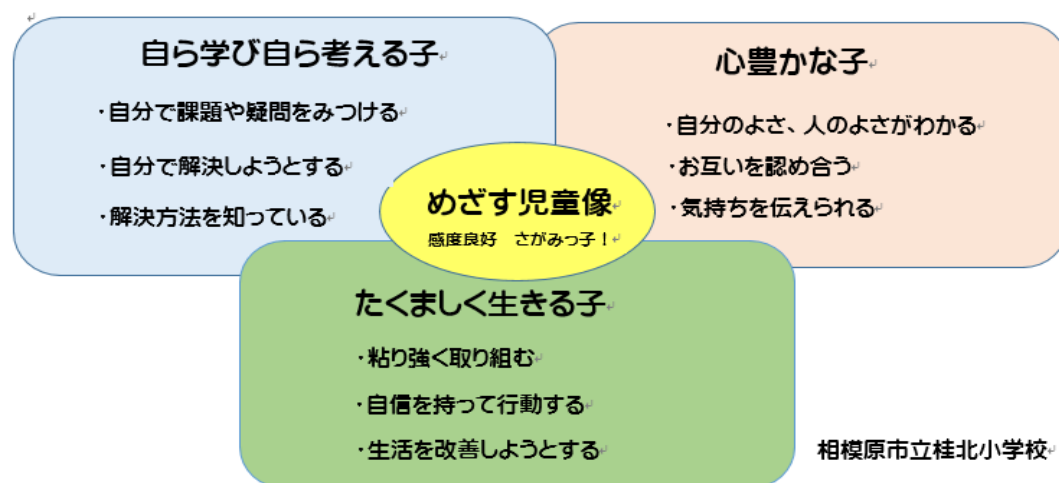 自ら学び自ら考える子
・自分で課題や疑問をみつける
・自分で解決しようとする
・解決方法を知っている
心豊かな子
・自分のよさ、人のよさがわかる
・お互いを認め合う
・気持ちを伝えられる
めざす児童像
感度良好　さがみっ子！
たくましく生きる子
・粘り強く取り組む
・自信を持って行動する
・生活を改善しようとする
相模原市立桂北小学校